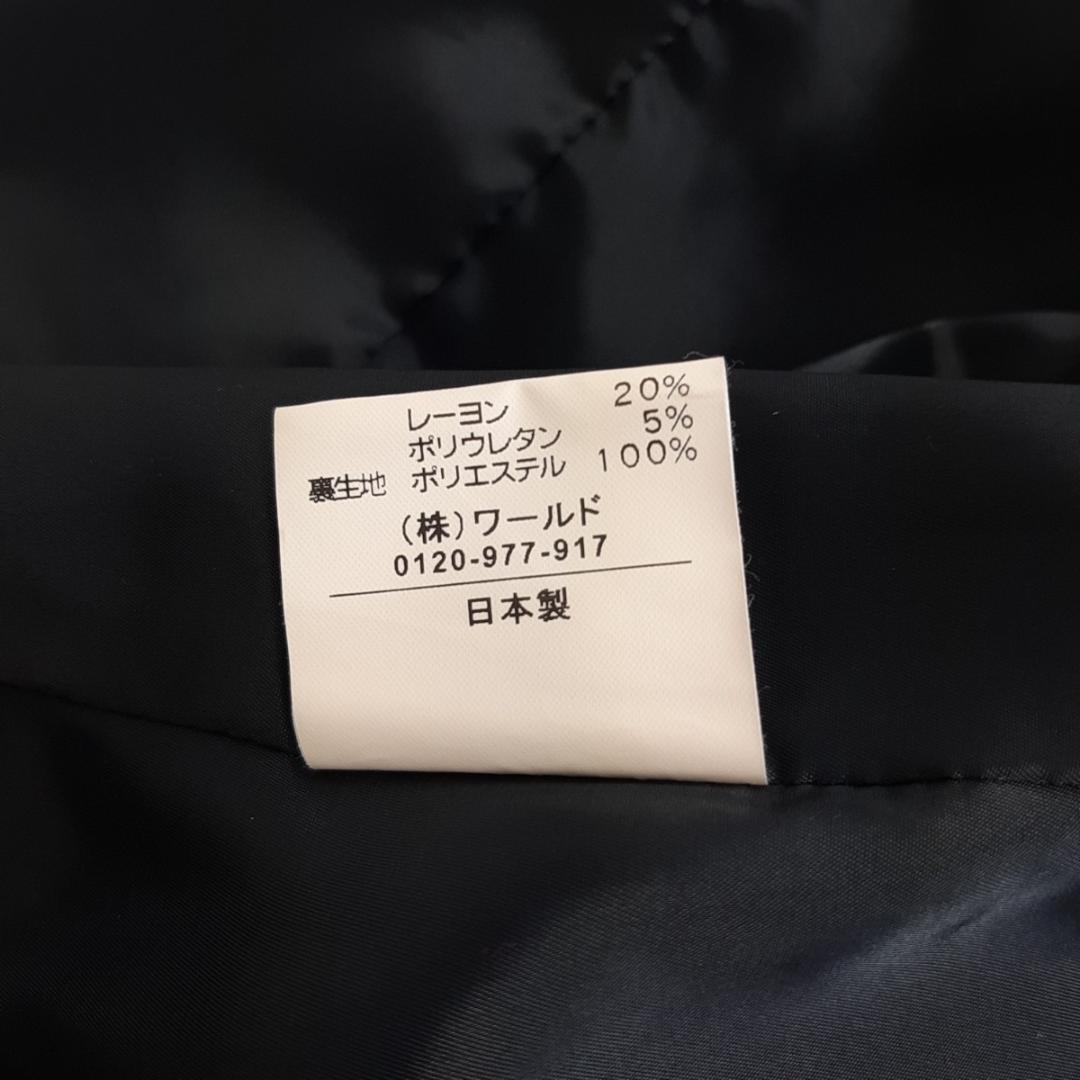 レーヨン 20%
ポリウレタン 5%
裏生地 ポリエステル 100%
(株)ワールド
0120-977-917
日本製